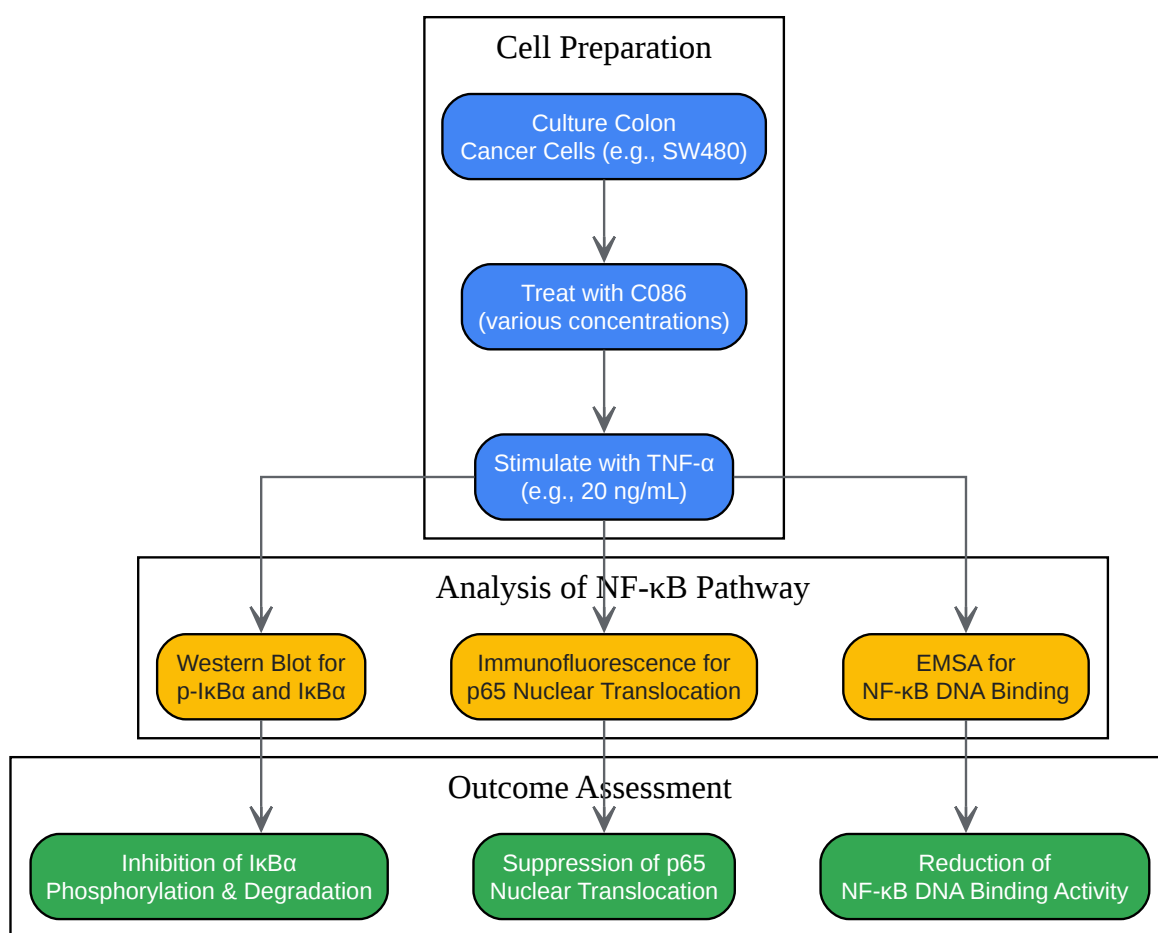 Cell Preparation
Culture Colon
Cancer Cells (e.g., SW480)
Treat with C086
(various concentrations)
Stimulate with TNF-α
(e.g., 20 ng/mL)
Analysis of NF-κB Pathway
Western Blot for
p-IκBα and IκBα
Immunofluorescence for
p65 Nuclear Translocation
EMSA for
NF-κB DNA Binding
Outcome Assessment
Inhibition of IκBα
Phosphorylation & Degradation
Suppression of p65
Nuclear Translocation
Reduction of
NF-κB DNA Binding Activity